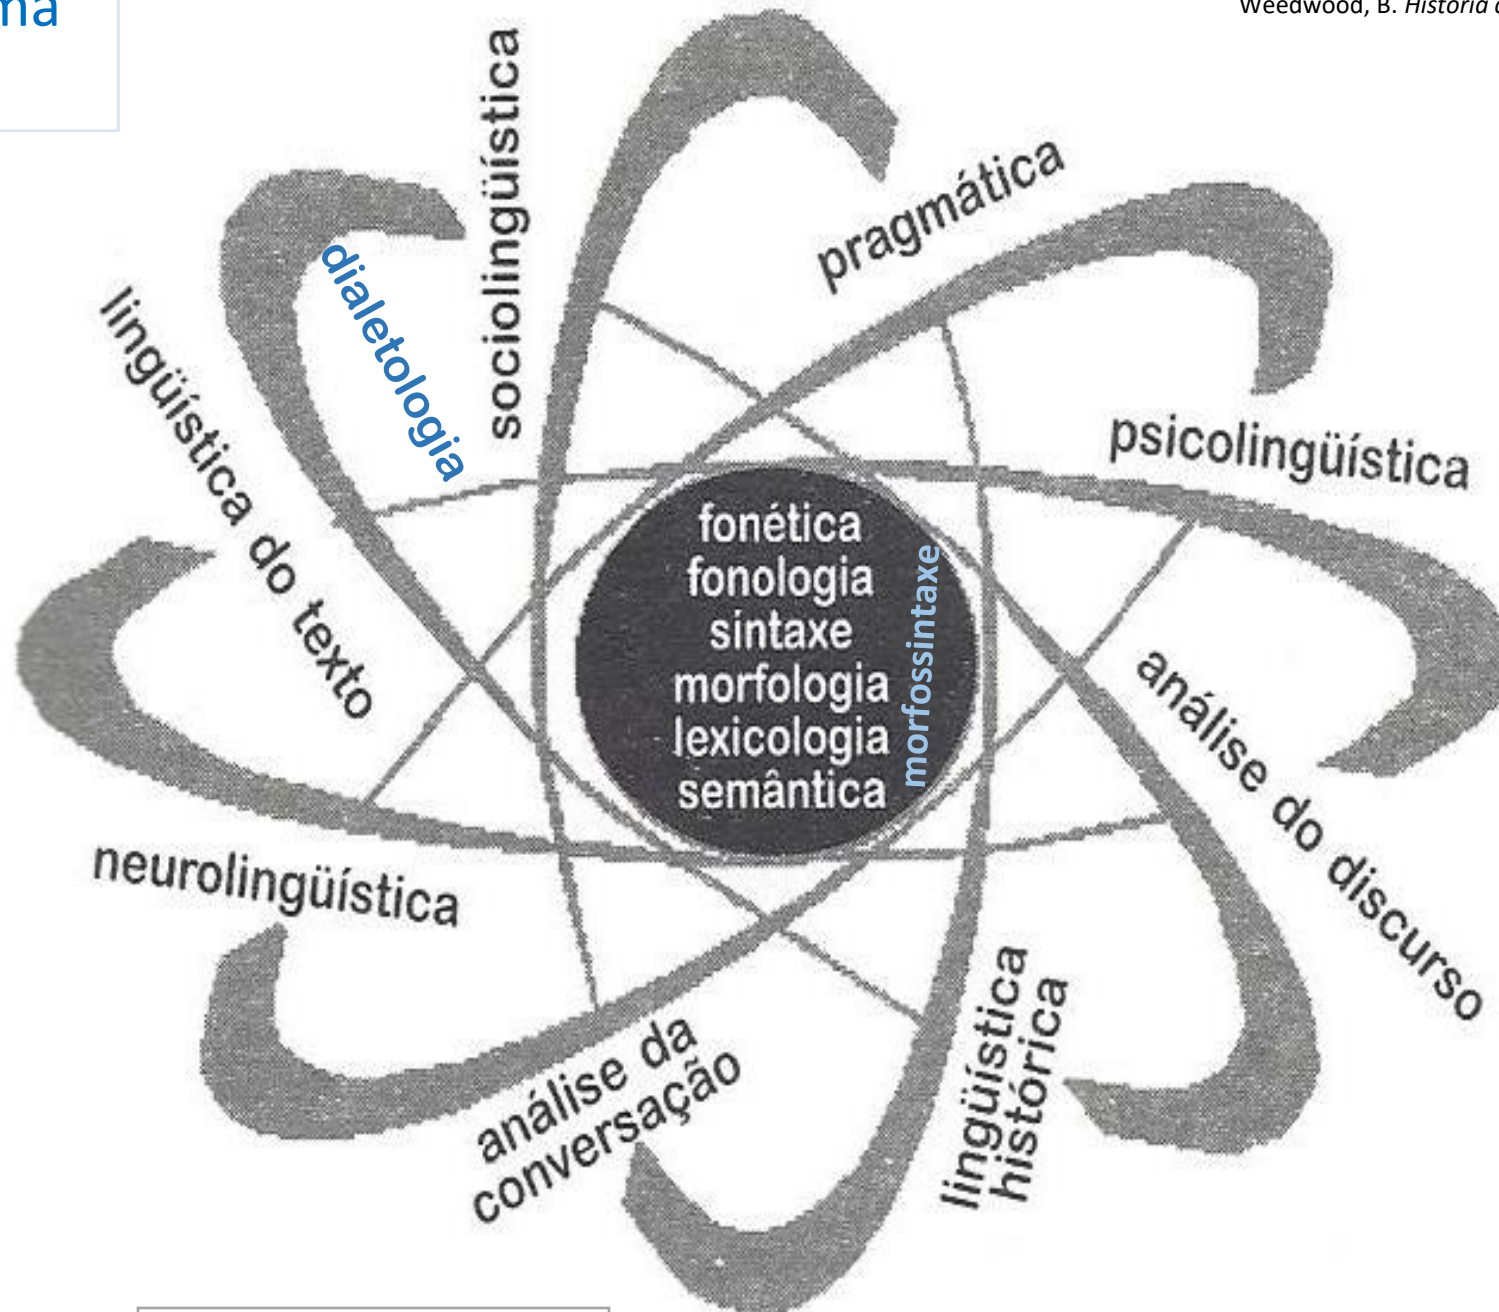 Weedwood, B. História
sociolingüística
pragmática
dialetologia
lingüística do texto
psicolingüística
fonética
fonologia
sintaxe
morfologia
lexicologia
semântica
morfossintaxe
análise do discurso
neurolingüística
análise da
conversação
lingüística
histórica